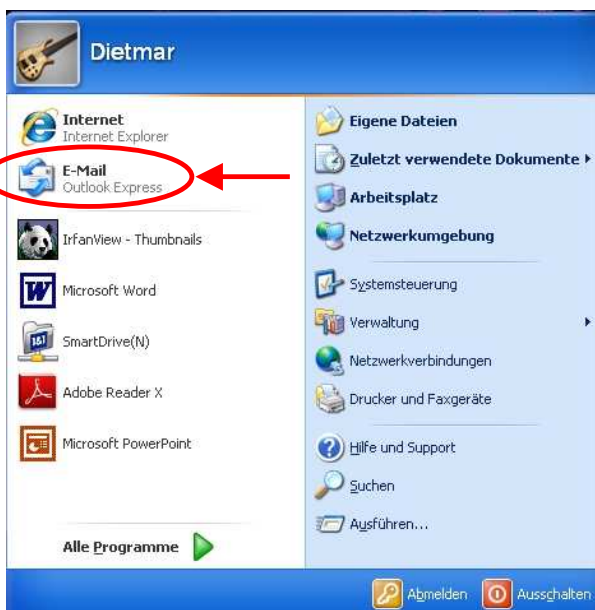 Dietmar
Internet
Internet Explorer
E-Mail
Outlook Express
IrfanView - Thumbnails
Microsoft Word
SmartDrive(N)
Adobe Reader X
Microsoft PowerPoint
Alle Programme
Eigene Dateien
Zuletzt verwendete Dokumente
Arbeitsplatz
Netzwerkumgebung
Systemsteuerung
Verwaltung
Netzwerkverbindungen
Drucker und Faxgeräte
Hilfe und Support
Suchen
Ausführen...
Abmelden
Ausschalten